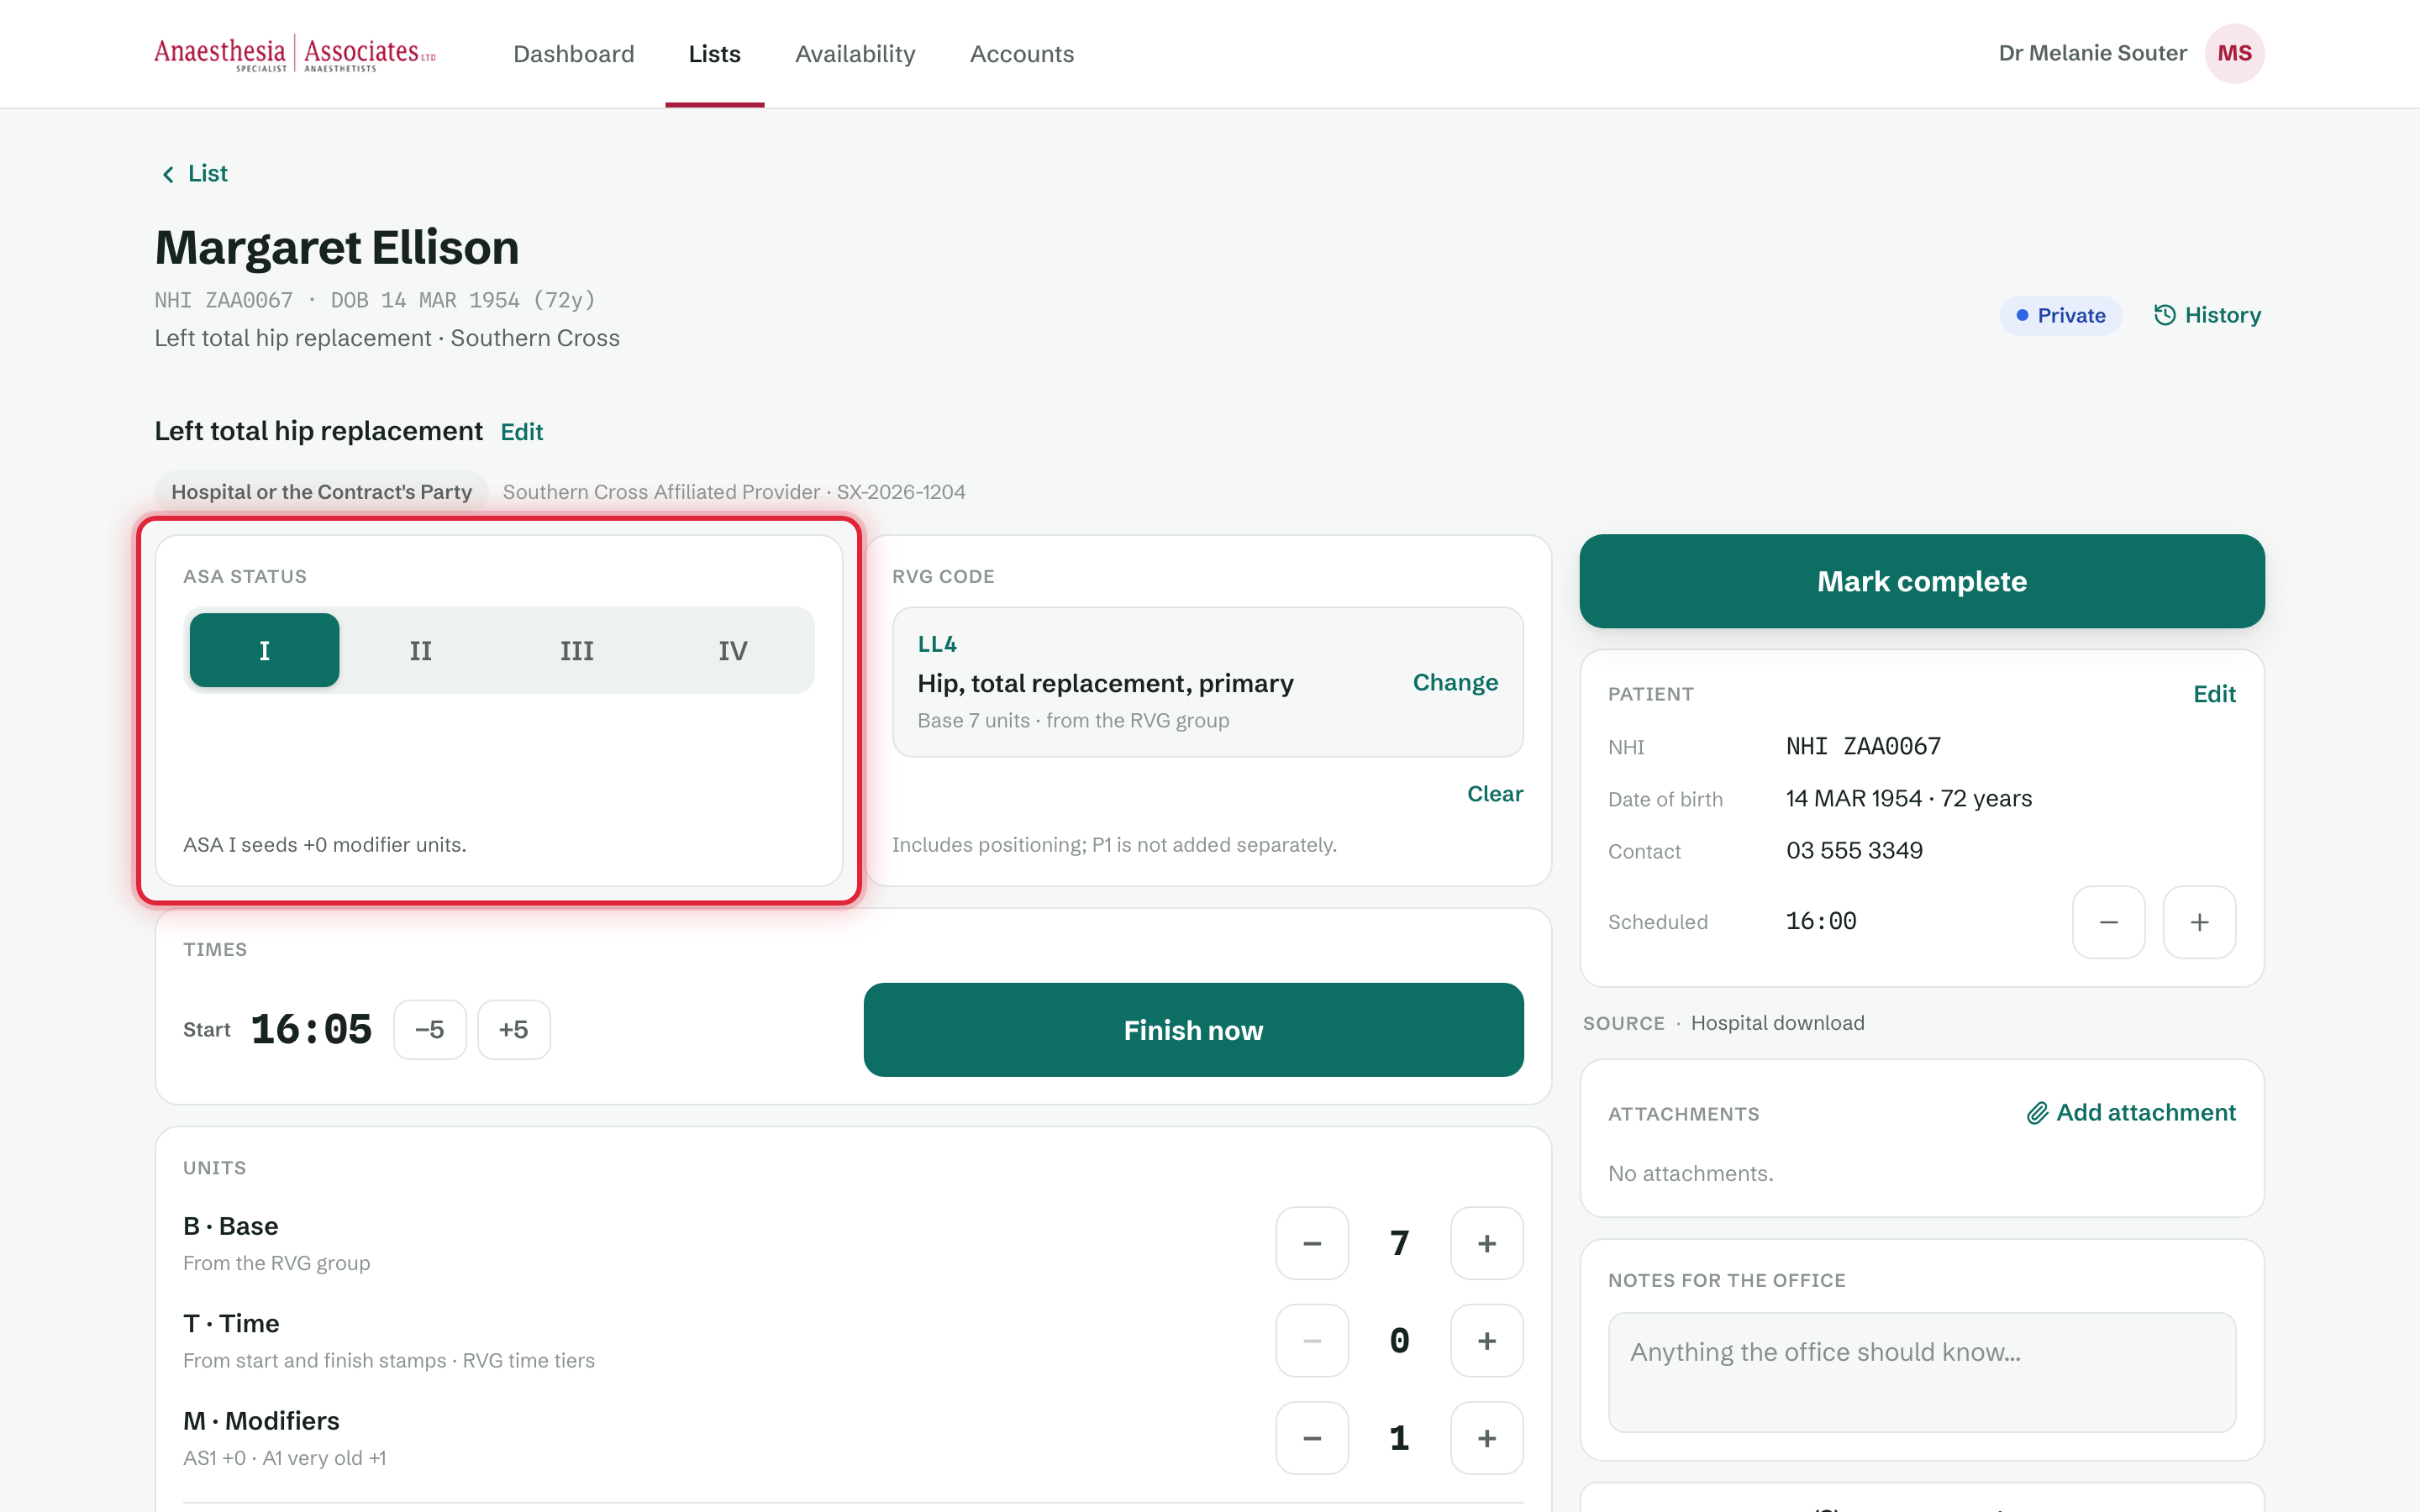 Anaesthesia | Associates LTD
SPECIALIST ANAESTHETISTS
Dashboard
Lists
Availability
Accounts
Dr Melanie Souter
MS
List
Margaret Ellison
NHI ZAA0067 · DOB 14 MAR 1954 (72y)
Left total hip replacement · Southern Cross
Private
History
Left total hip replacement
Edit
Hospital or the Contract's Party
Southern Cross Affiliated Provider · SX-2026-1204
ASA STATUS
I
II
III
IV
ASA I seeds +0 modifier units.
RVG CODE
LL4
Hip, total replacement, primary
Change
Base 7 units · from the RVG group
Clear
Includes positioning; P1 is not added separately.
TIMES
Start
16:05
−5
+5
Finish now
UNITS
B · Base
From the RVG group
−
7
+
T · Time
From start and finish stamps · RVG time tiers
−
0
+
M · Modifiers
AS1 +0 · A1 very old +1
−
1
+
Mark complete
PATIENT
Edit
NHI
NHI ZAA0067
Date of birth
14 MAR 1954 · 72 years
Contact
03 555 3349
Scheduled
16:00
−
+
SOURCE · Hospital download
ATTACHMENTS
Add attachment
No attachments.
NOTES FOR THE OFFICE
Anything the office should know…